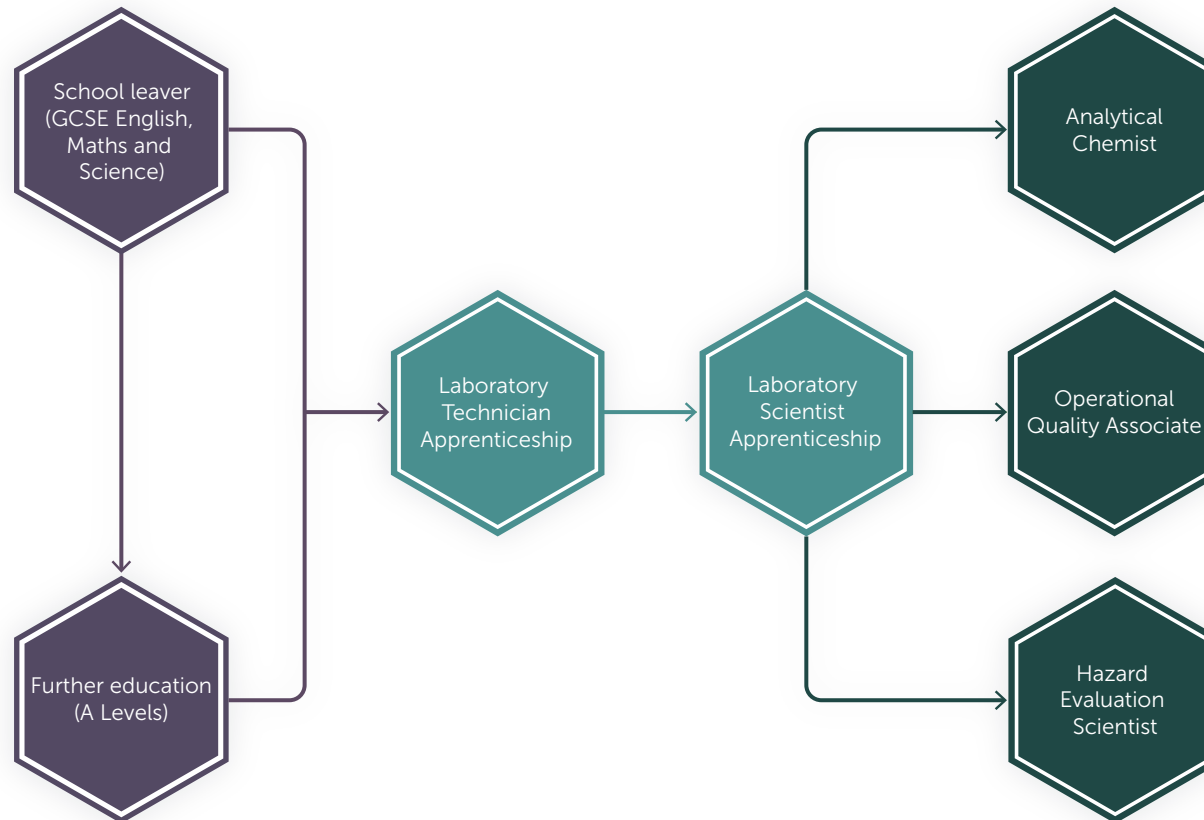 School leaver
(GCSE English,
Maths and
Science)
Further education
(A Levels)
Laboratory
Technician
Apprenticeship
Laboratory
Scientist
Apprenticeship
Analytical
Chemist
Operational
Quality Associate
Hazard
Evaluation
Scientist